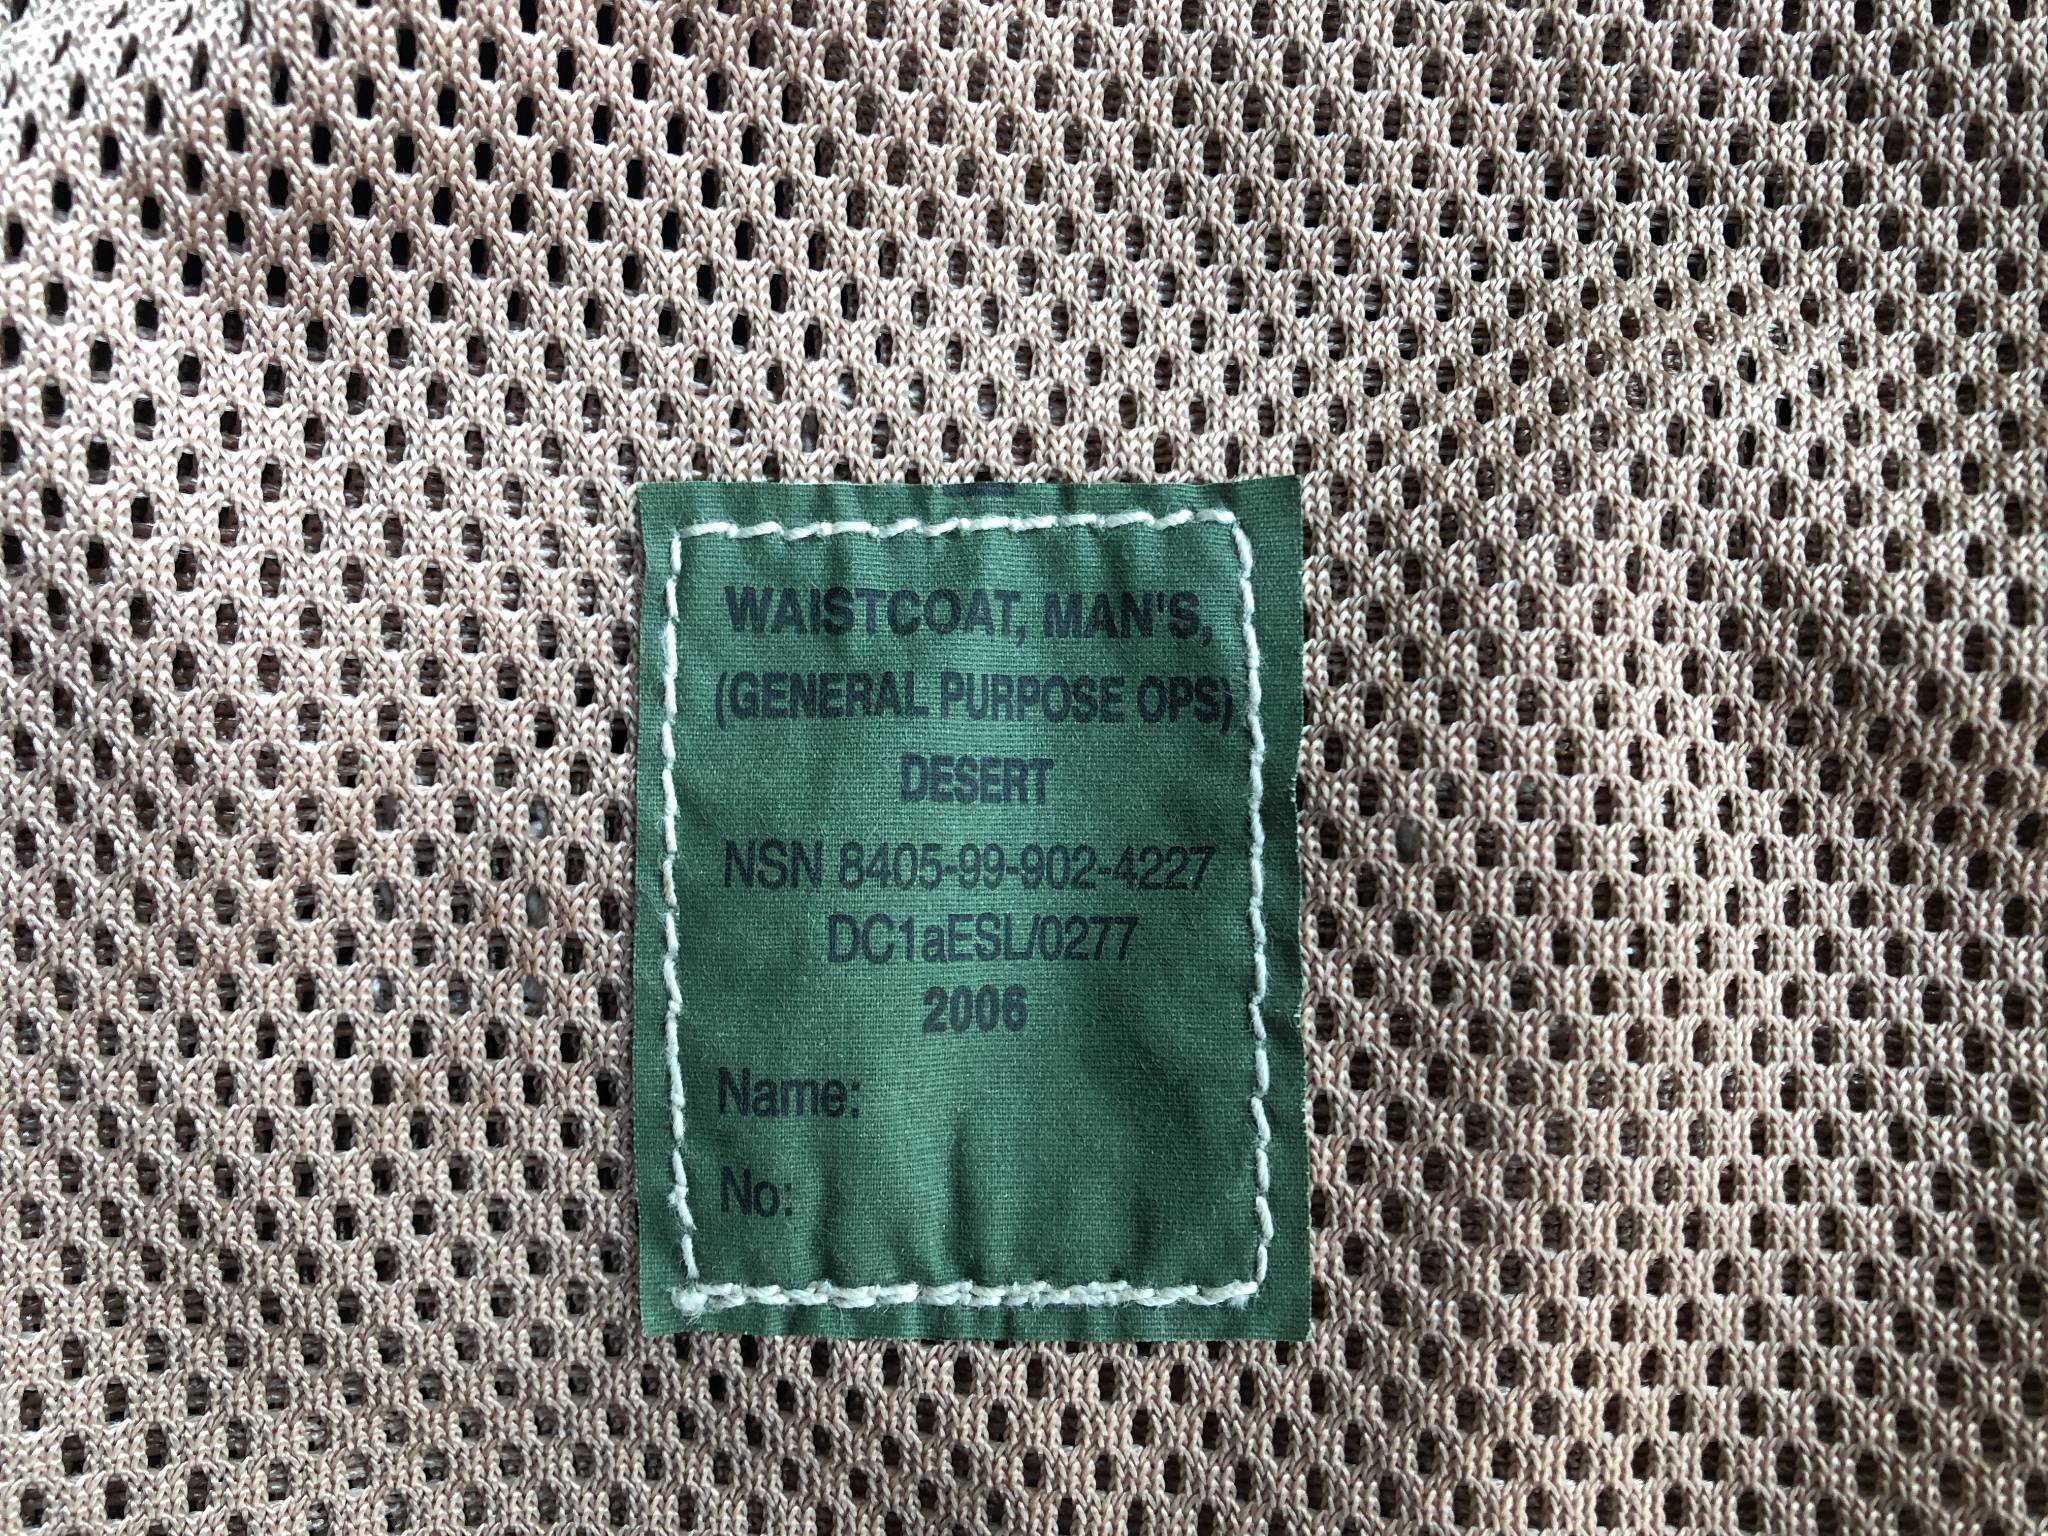 WAISTCOAT, MAN'S,
(GENERAL PURPOSE OPS)
DESERT
NSN 8405-99-902-4227
DC1aESL/0277
2006
Name:
No: